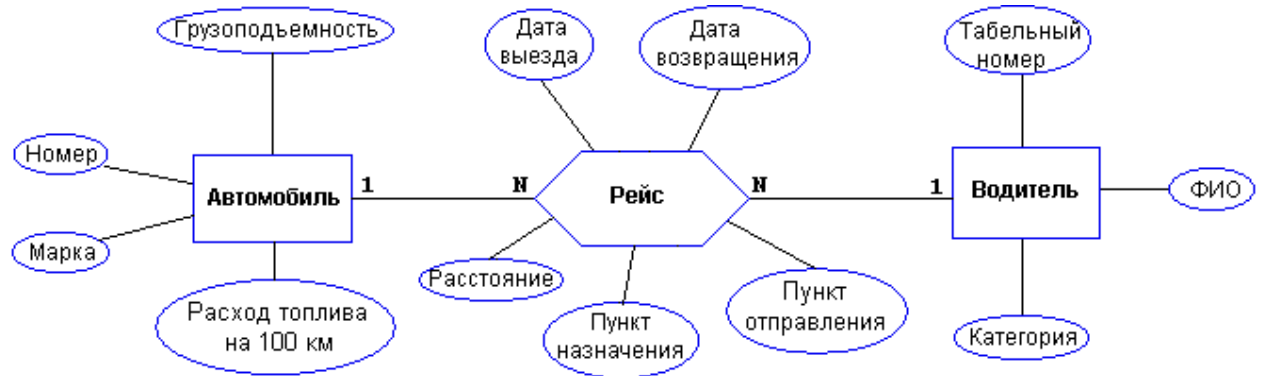 Грузоподъемность
Дата
выезда
Дата
возвращения
Табельный
номер
Номер
Автомобиль
1
N
Рейс
N
1
Водитель
ФИО
Марка
Расстояние
Расход топлива
на 100 км
Пункт
назначения
Пункт
отправления
Категория